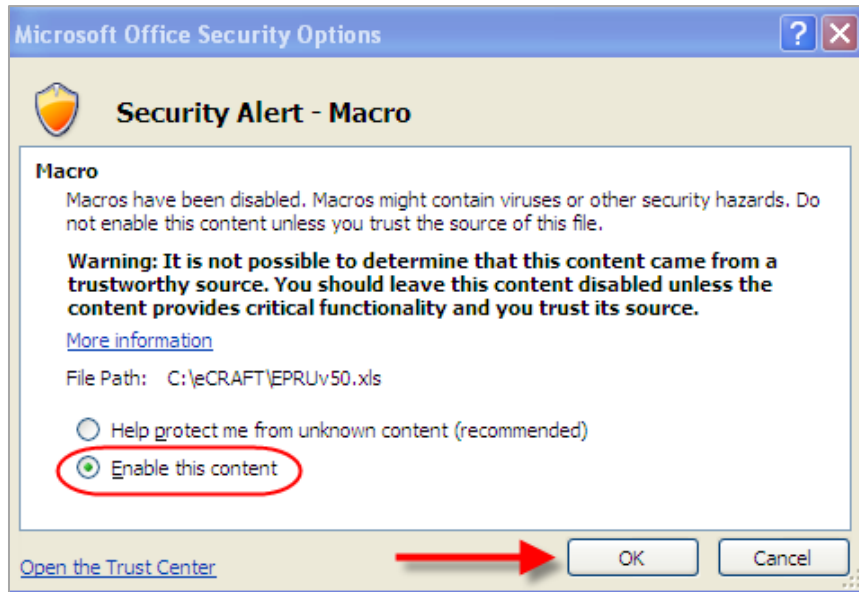 Microsoft Office Security Options
Security Alert - Macro
Macro
Macros have been disabled. Macros might contain viruses or other security hazards. Do
not enable this content unless you trust the source of this file.
Warning: It is not possible to determine that this content came from a
trustworthy source. You should leave this content disabled unless the
content provides critical functionality and you trust its source.
More information
File Path: C:\eCRAFT\EPRUv50.xls
Help protect me from unknown content (recommended)
Enable this content
Open the Trust Center
OK
Cancel